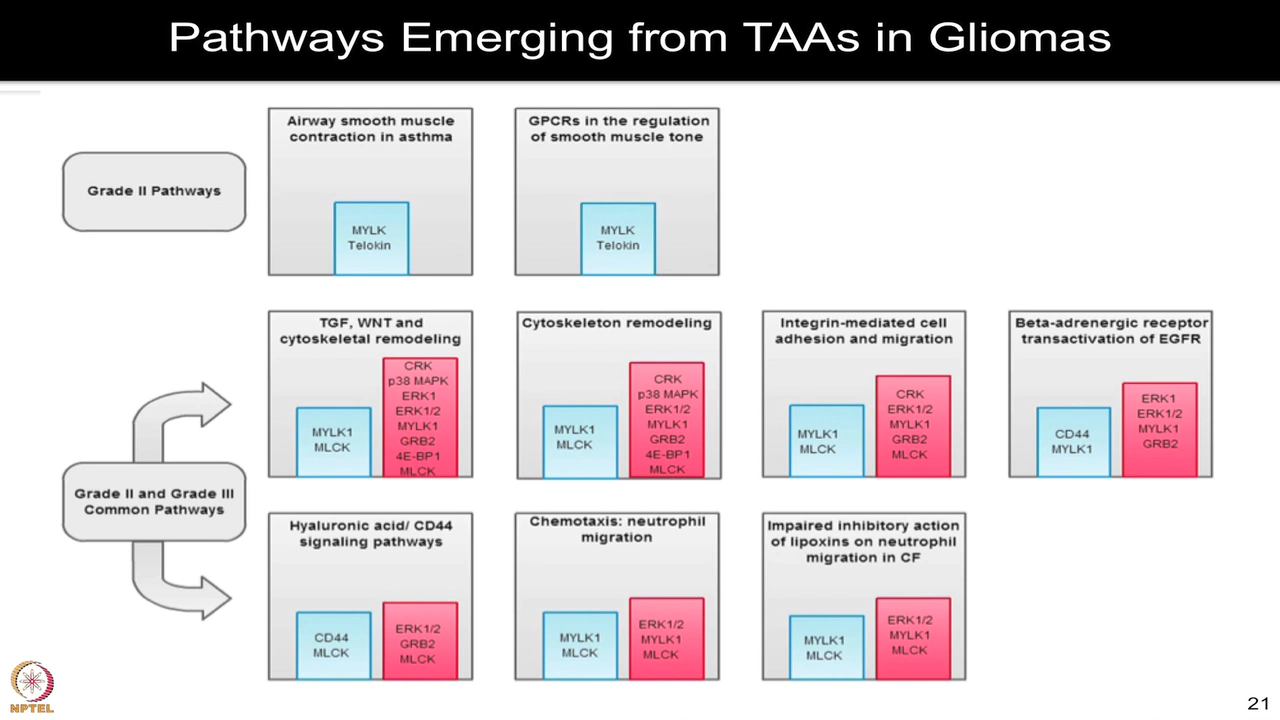 Pathways Emerging from TAAs in Gliomas
Grade II Pathways
Airway smooth muscle
contraction in asthma
MYLK
Telokin
GPCRs in the regulation
of smooth muscle tone
MYLK
Telokin
Grade II and Grade III
Common Pathways
TGF, WNT and
cytoskeletal remodeling
MYLK1
MLCK
CRK
p38 MAPK
ERK1
ERK1/2
MYLK1
GRB2
4E-BP1
MLCK
Cytoskeleton remodeling
MYLK1
MLCK
CRK
p38 MAPK
ERK1/2
MYLK1
GRB2
4E-BP1
MLCK
Integrin-mediated cell
adhesion and migration
MYLK1
MLCK
CRK
ERK1/2
MYLK1
GRB2
MLCK
Beta-adrenergic receptor
transactivation of EGFR
CD44
MYLK1
ERK1
ERK1/2
MYLK1
GRB2
Hyaluronic acid/ CD44
signaling pathways
CD44
MLCK
ERK1/2
GRB2
MLCK
Chemotaxis: neutrophil
migration
MYLK1
MLCK
ERK1/2
MYLK1
MLCK
Impaired inhibitory action
of lipoxins on neutrophil
migration in CF
MYLK1
MLCK
ERK1/2
MYLK1
MLCK
NPTEL
21